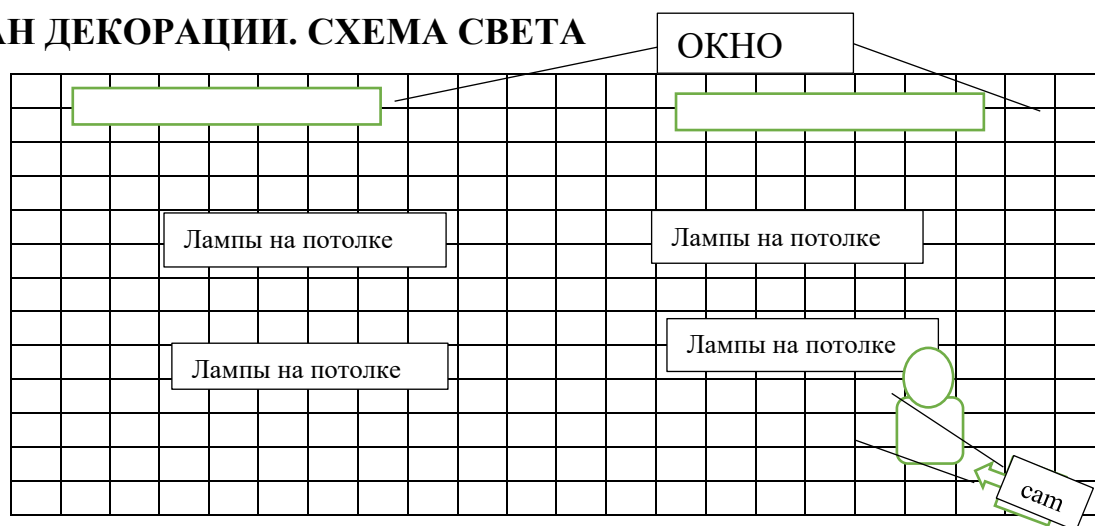 АН ДЕКОРАЦИИ. СХЕМА СВЕТА
ОКНО
Лампы на потолке
Лампы на потолке
Лампы на потолке
Лампы на потолке
cam